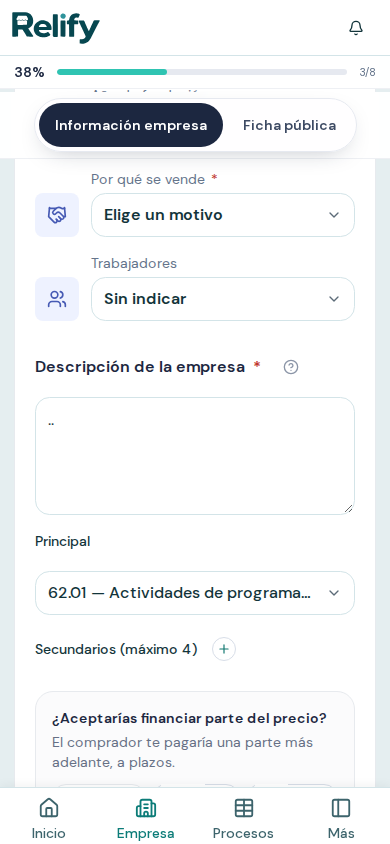 Relify
38%
3/8
Información empresa
Ficha pública
Por qué se vende *
Elige un motivo
Trabajadores
Sin indicar
Descripción de la empresa *
..
Principal
62.01 — Actividades de programa...
Secundarios (máximo 4)
¿Aceptarías financiar parte del precio?
El comprador te pagaría una parte más
adelante, a plazos.
Inicio
Empresa
Procesos
Más